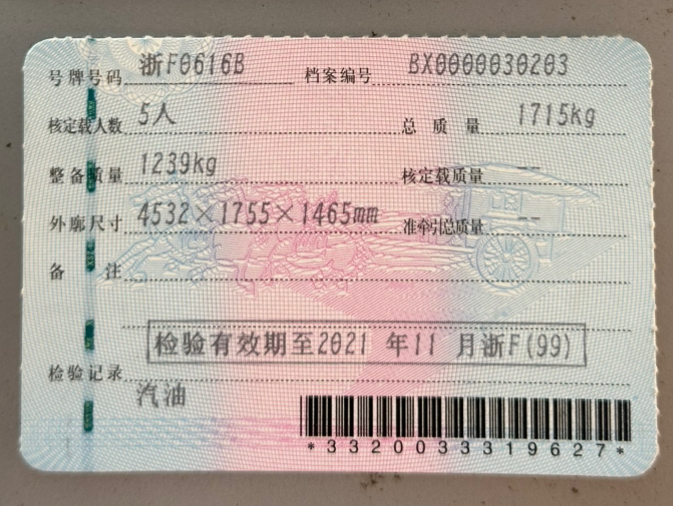 号牌号码 浙F0616B 档案编号 BX0000030203
核定载人数 5人 总质量 1715kg
整备质量 1239kg 核定载质量 --
外廓尺寸 4532×1755×1465mm 准牵引总质量 --
备注
检验有效期至2021 年11 月浙F(99)
检验记录
汽油
*3320033319627*